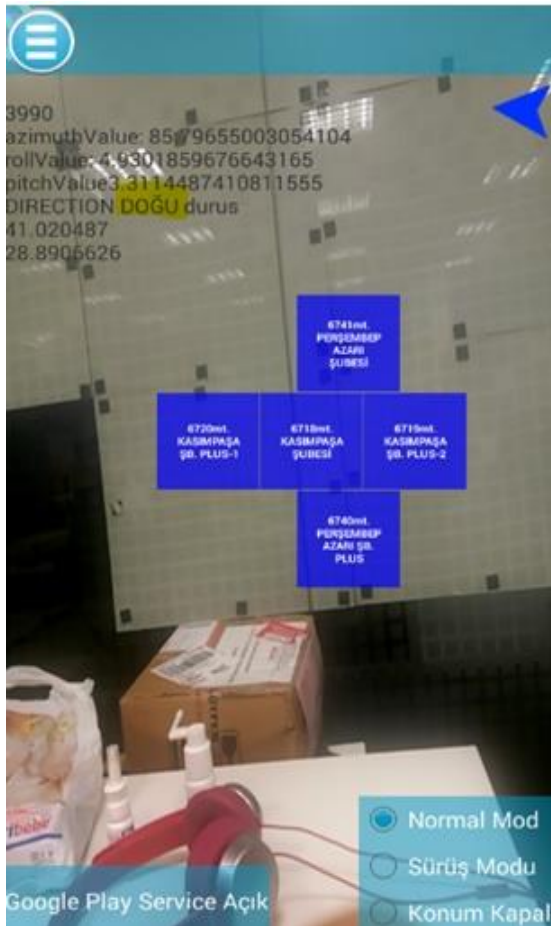 3990
azimuthValue: 85.79655003054104
rollValue: 4.9301859676643165
pitchValue3.3114487410811555
DIRECTION DOĞU durus
41.020487
28.8905626
6741mt.
PERŞEMBEP
AZARI
ŞUBESİ
6720mt.
KASIMPAŞA
ŞB. PLUS-1
6718mt.
KASIMPAŞA
ŞUBESİ
6719mt.
KASIMPAŞA
ŞB. PLUS-2
6740mt.
PERŞEMBEP
AZARI ŞB.
PLUS
Normal Mod
Sürüş Modu
Konum Kapal
Google Play Service Açık